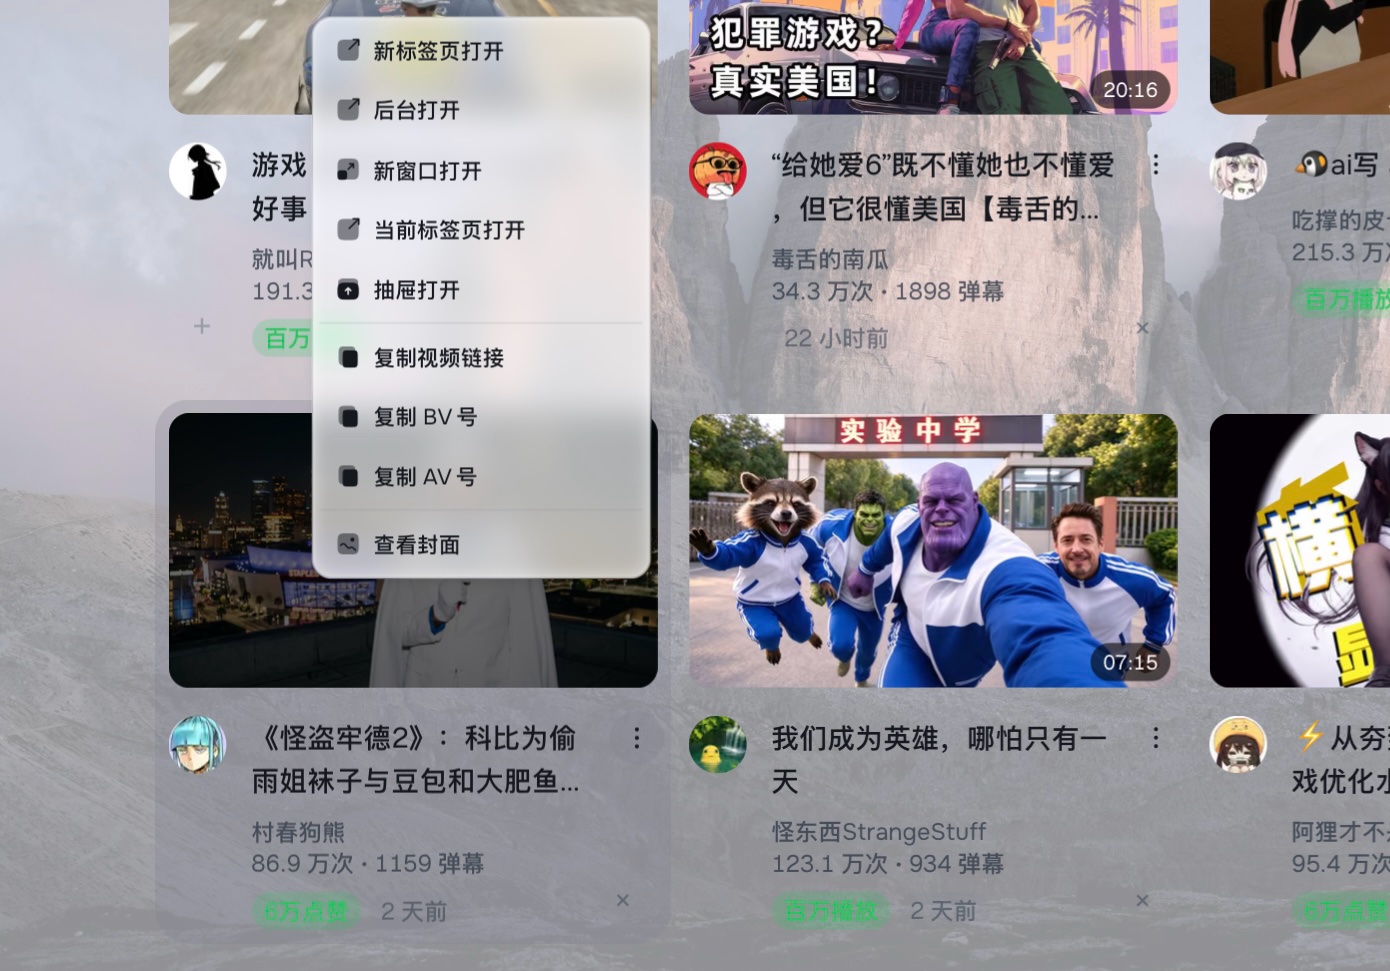 新标签页打开
后台打开
新窗口打开
当前标签页打开
抽屉打开
复制视频链接
复制 BV 号
复制 AV 号
查看封面
游戏
好事
就叫R
191.3
百万
犯罪游戏？
真实美国！
20:16
“给她爱6”既不懂她也不懂爱
，但它很懂美国【毒舌的...
毒舌的南瓜
34.3 万次 · 1898 弹幕
22 小时前
ai写
吃撑的皮
215.3 万
百万播放
STAPLES
《怪盗牢德2》：科比为偷
雨姐袜子与豆包和大肥鱼...
村春狗熊
86.9 万次 · 1159 弹幕
6万点赞 2 天前
实验中学
07:15
我们成为英雄，哪怕只有一
天
怪东西StrangeStuff
123.1 万次 · 934 弹幕
百万播放 2 天前
横
⚡从夯
戏优化水
阿狸才不
95.4 万次
6万点赞